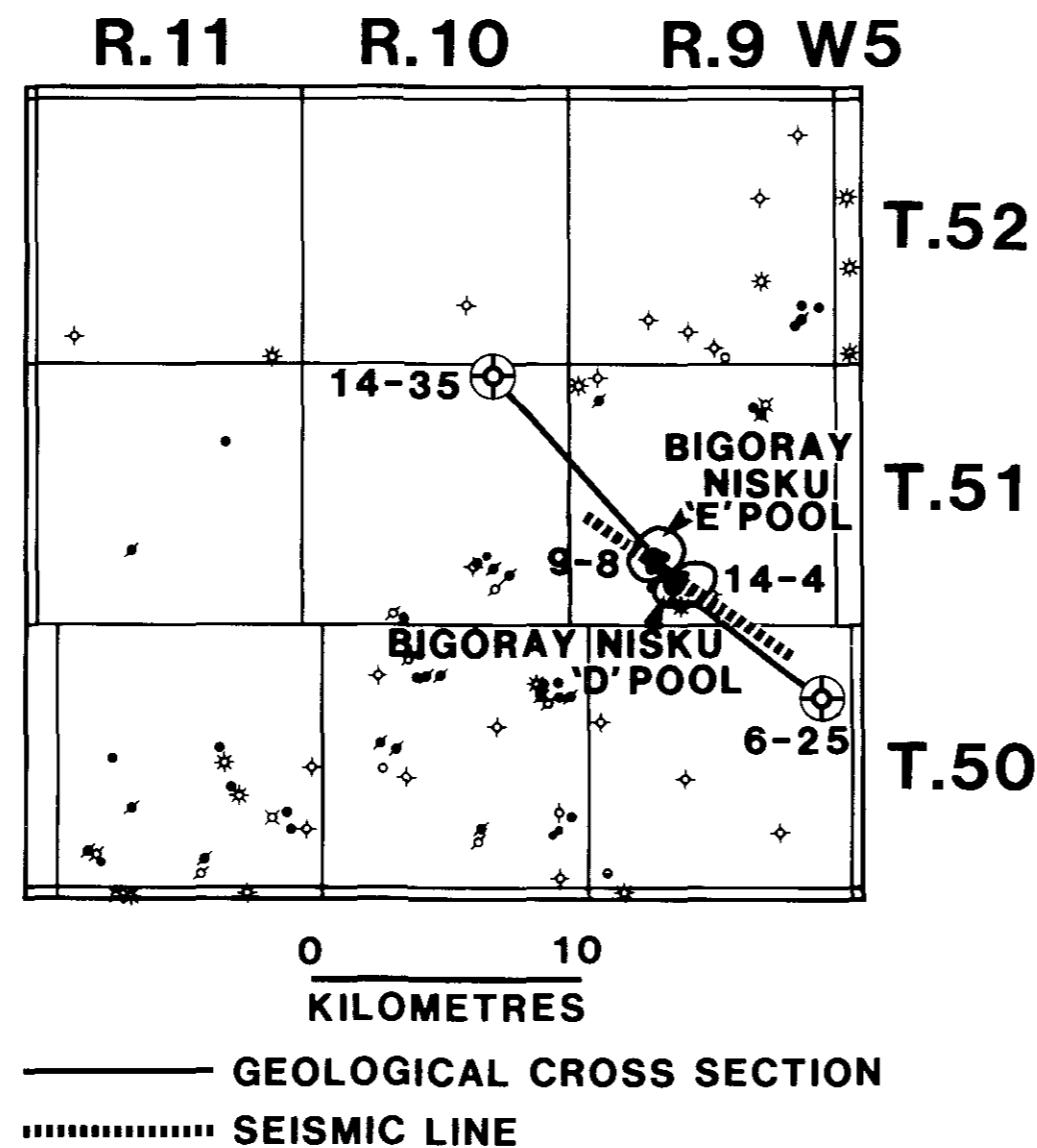 R.11 R.10 R.9 W5
T.52
14-35
BIGORAY
NISKU
'E' POOL
T.51
9-8
14-4
BIGORAY NISKU
'D' POOL
6-25
T.50
0 10
KILOMETRES
GEOLOGICAL CROSS SECTION
SEISMIC LINE